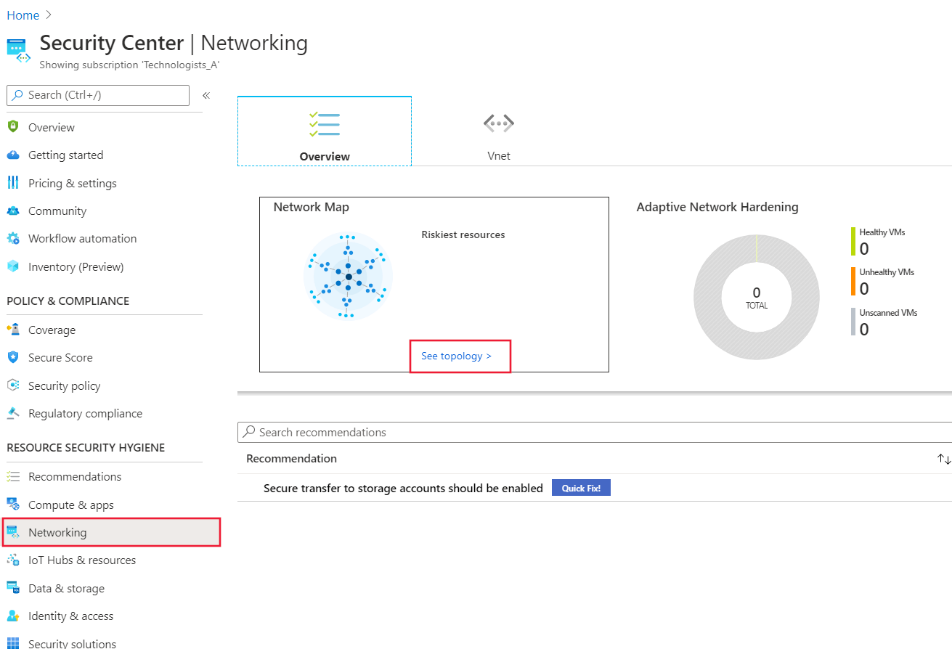 Home >
Security Center | Networking
Showing subscription 'Technologists_A'
Search (Ctrl+/)
«
Overview
Getting started
Pricing & settings
Community
Workflow automation
Inventory (Preview)
POLICY & COMPLIANCE
Coverage
Secure Score
Security policy
Regulatory compliance
RESOURCE SECURITY HYGIENE
Recommendations
Compute & apps
Networking
IoT Hubs & resources
Data & storage
Identity & access
Security solutions
Overview
Vnet
Network Map
Riskiest resources
See topology >
Adaptive Network Hardening
0
TOTAL
Healthy VMs
0
Unhealthy VMs
0
Unscanned VMs
0
Search recommendations
Recommendation
Secure transfer to storage accounts should be enabled Quick Fix!